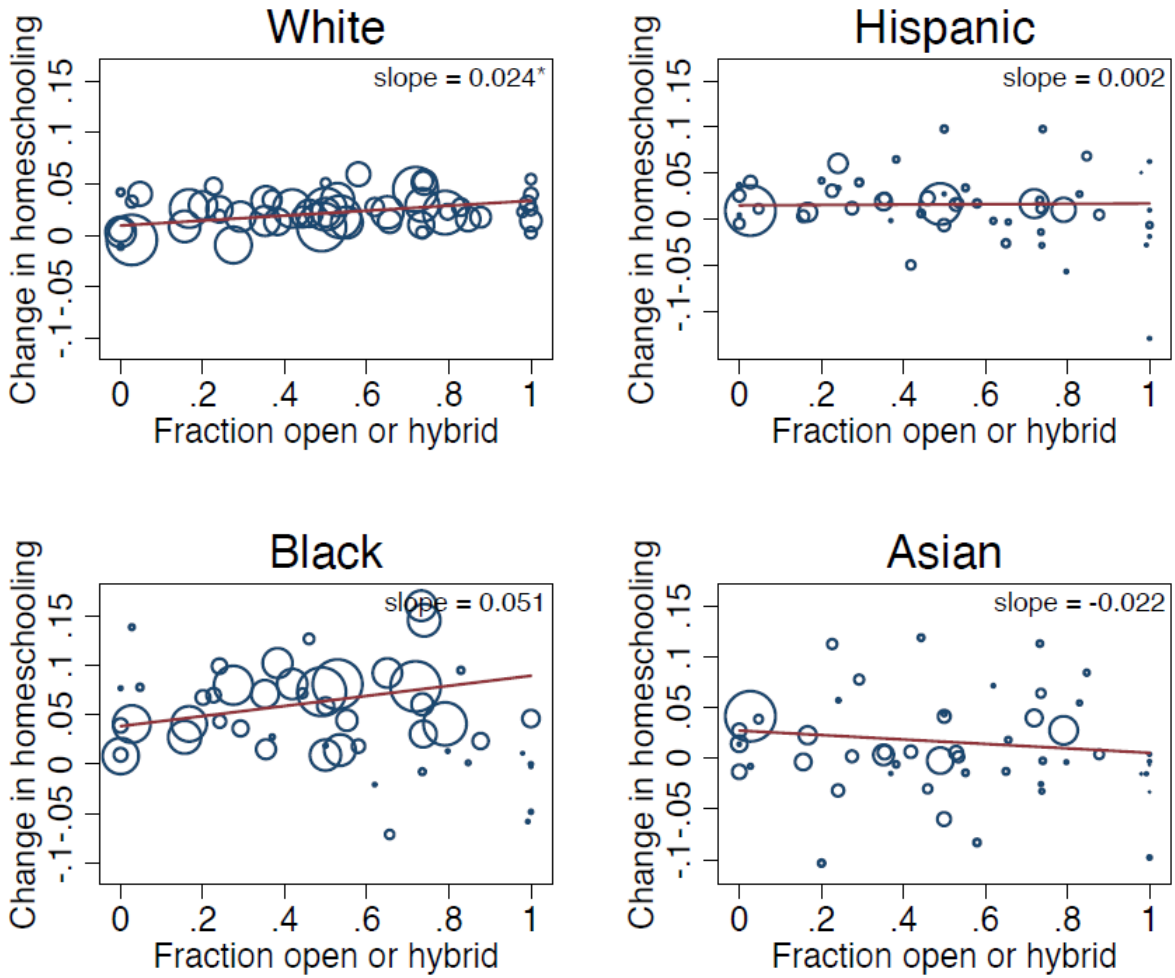 White
slope = 0.024*
Change in homeschooling
.15
.1
.05
0
-.05
-.1
0 .2 .4 .6 .8 1
Fraction open or hybrid
Hispanic
slope = 0.002
Change in homeschooling
.15
.1
.05
0
-.05
-.1
0 .2 .4 .6 .8 1
Fraction open or hybrid
Black
slope = 0.051
Change in homeschooling
.15
.1
.05
0
-.05
-.1
0 .2 .4 .6 .8 1
Fraction open or hybrid
Asian
slope = -0.022
Change in homeschooling
.15
.1
.05
0
-.05
-.1
0 .2 .4 .6 .8 1
Fraction open or hybrid